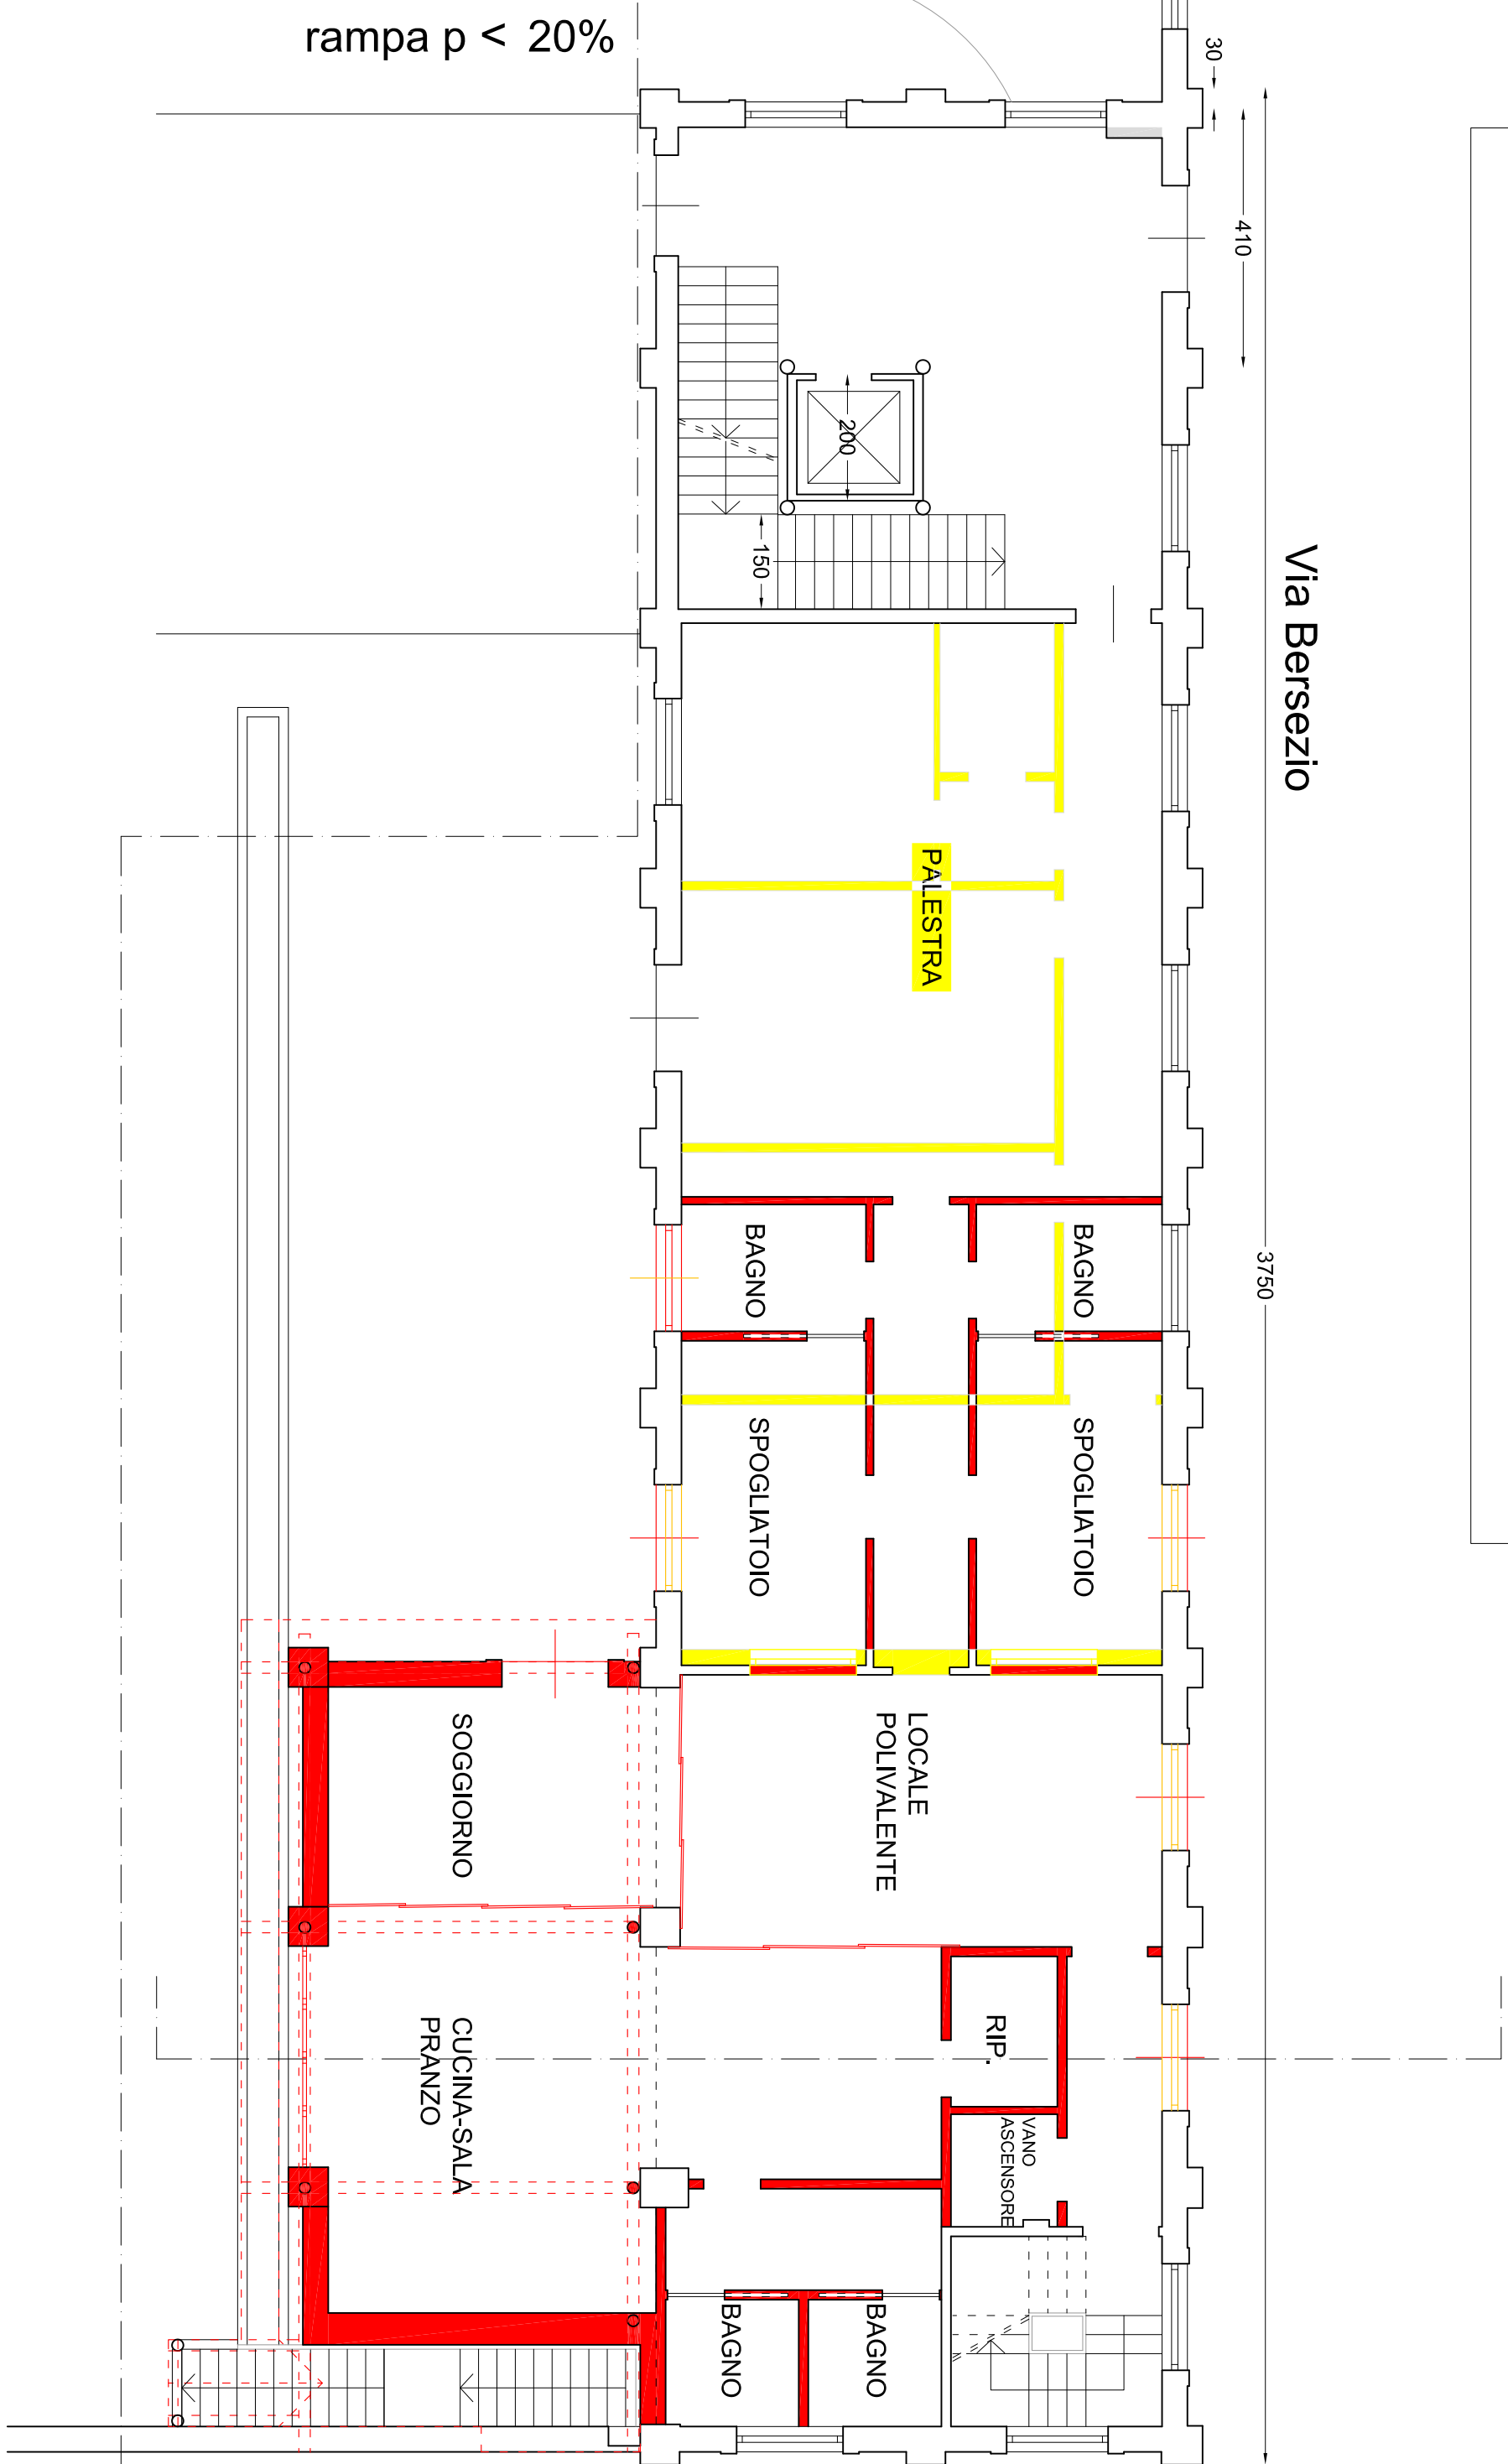 rampa p < 20%
30
410
200
150
Via Bersezio
PALESTRA
3750
BAGNO
BAGNO
SPOGLIATOIO
SPOGLIATOIO
LOCALE
POLIVALENTE
SOGGIORNO
RIP.
CUCINA-SALA
PRANZO
VANO
ASCENSORE
BAGNO
BAGNO